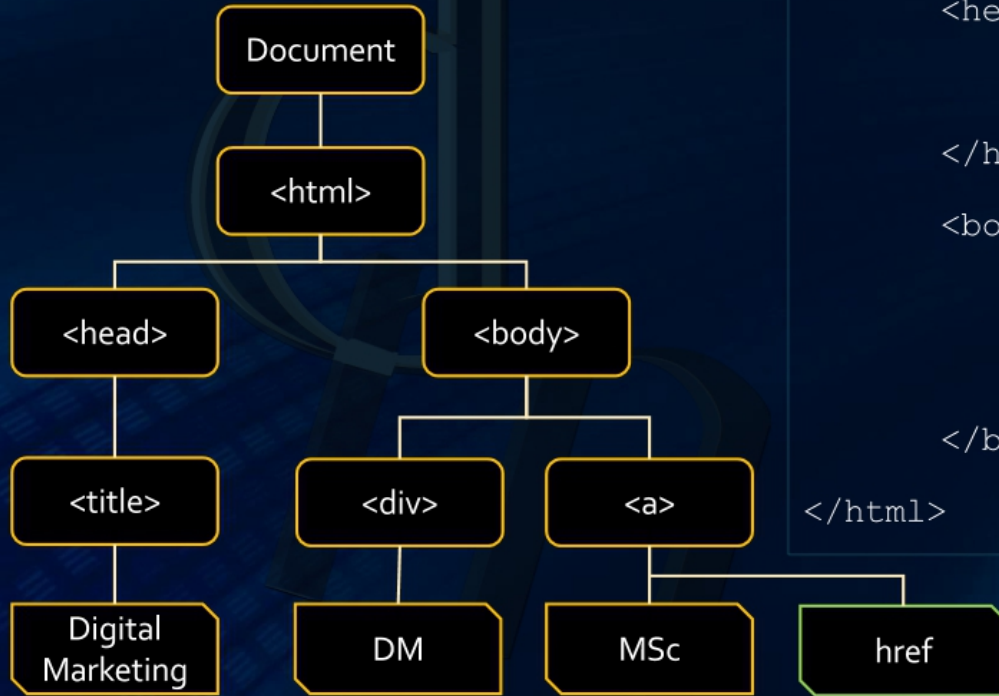 Document
<html>
<head>
<body>
<title>
<div>
<a>
Digital
Marketing
DM
MSc
href
<he
</h
<bo
</b
</html>